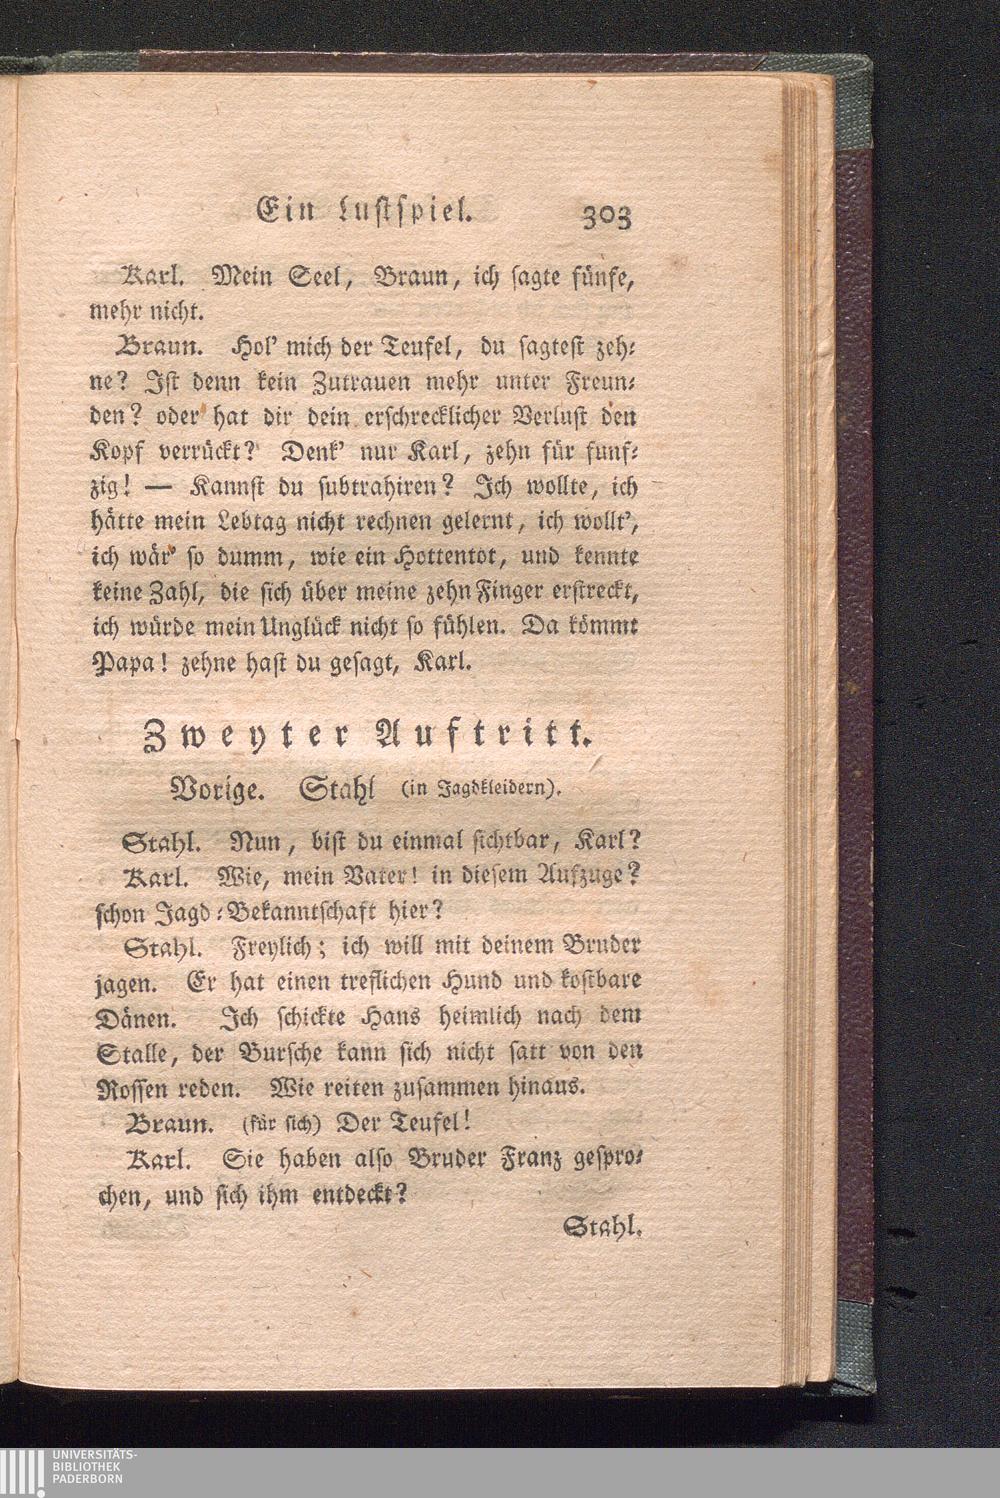 Ein Lustspiel. 303
Karl. Mein Seel, Braun, ich sagte fünfe,
mehr nicht.
Braun. Hol' mich der Teufel, du sagtest zeh⸗
ne? Ist denn kein Zutrauen mehr unter Freun⸗
den? oder hat dir dein erschrecklicher Verlust den
Kopf verrückt? Denk' nur Karl, zehn für funf⸗
zig! — Kannst du subtrahiren? Ich wollte, ich
hätte mein Lebtag nicht rechnen gelernt, ich wollt',
ich wär' so dumm, wie ein Hottentot, und kennte
keine Zahl, die sich über meine zehn Finger erstreckt,
ich würde mein Unglück nicht so fühlen. Da kömmt
Papa! zehne hast du gesagt, Karl.
Zweyter Auftritt.
Vorige. Stahl (in Jagdkleidern).
Stahl. Nun, bist du einmal sichtbar, Karl?
Karl. Wie, mein Vater! in diesem Aufzuge?
schon Jagd⸗Bekanntschaft hier?
Stahl. Freylich; ich will mit deinem Bruder
jagen. Er hat einen treflichen Hund und kostbare
Dänen. Ich schickte Hans heimlich nach dem
Stalle, der Bursche kann sich nicht satt von den
Rossen reden. Wie reiten zusammen hinaus.
Braun. (für sich) Der Teufel!
Karl. Sie haben also Bruder Franz gespro⸗
chen, und sich ihm entdeckt?
Stahl.
UNIVERSITÄTS-
BIBLIOTHEK
PADERBORN